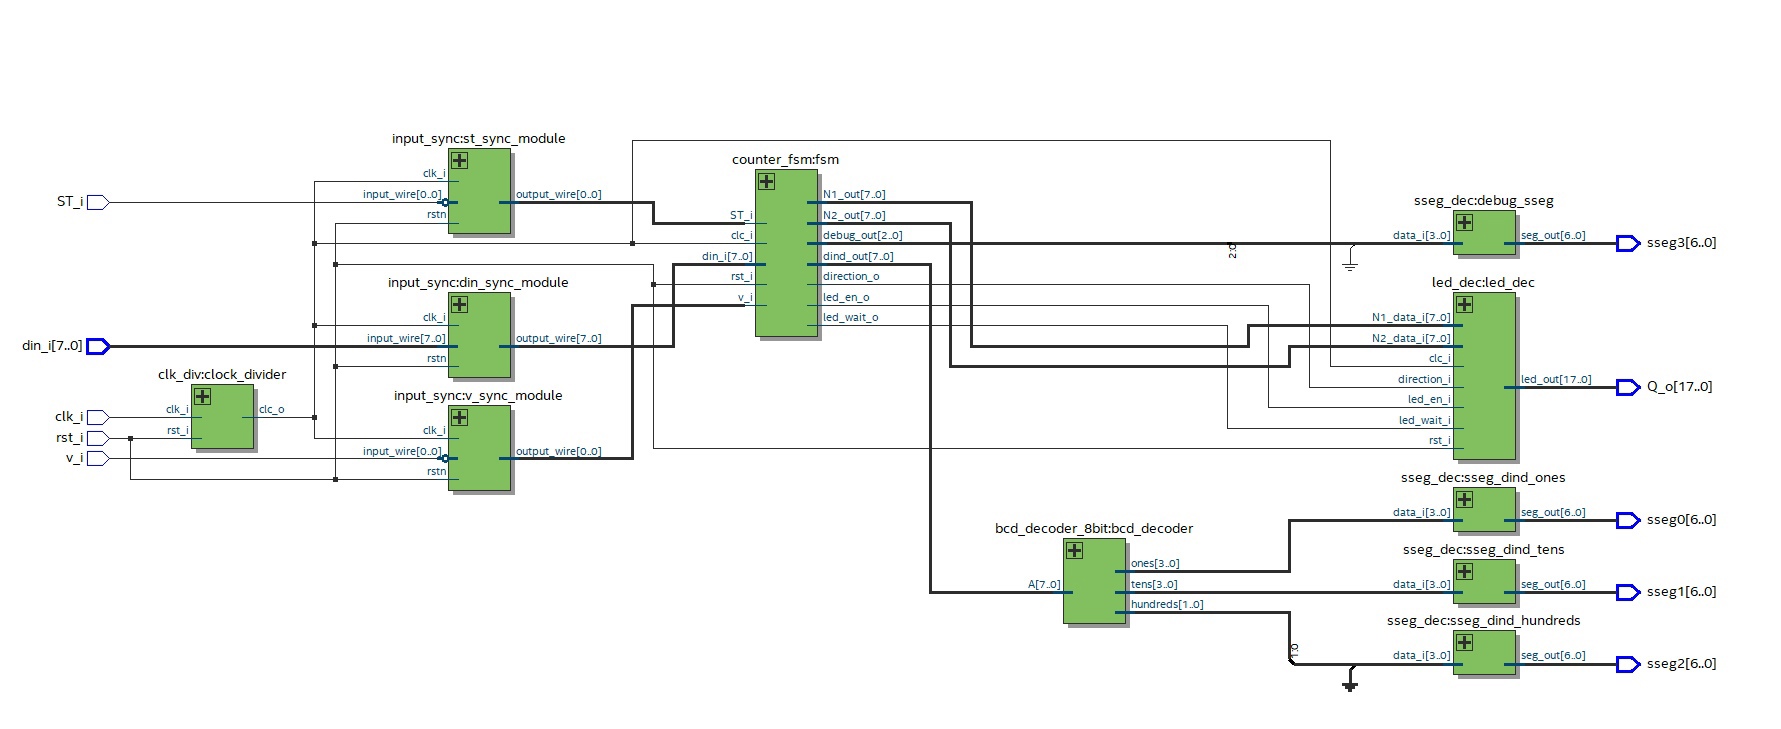 input_sync:st_sync_module
clk_i
input_wire[0..0]
rstn
output_wire[0..0]
ST_i
input_sync:din_sync_module
clk_i
input_wire[7..0]
rstn
output_wire[7..0]
din_i[7..0]
clk_div:clock_divider
clk_i
rst_i
clc_o
clk_i
rst_i
v_i
input_sync:v_sync_module
clk_i
input_wire[0..0]
rstn
output_wire[0..0]
counter_fsm:fsm
ST_i
clc_i
din_i[7..0]
rst_i
v_i
N1_out[7..0]
N2_out[7..0]
debug_out[2..0]
dind_out[7..0]
direction_o
led_en_o
led_wait_o
2:0
sseg_dec:debug_sseg
data_i[3..0]
seg_out[6..0]
sseg3[6..0]
led_dec:led_dec
N1_data_i[7..0]
N2_data_i[7..0]
clc_i
direction_i
led_en_i
led_wait_i
rst_i
led_out[17..0]
Q_o[17..0]
bcd_decoder_8bit:bcd_decoder
A[7..0]
ones[3..0]
tens[3..0]
hundreds[1..0]
1:0
sseg_dec:sseg_dind_ones
data_i[3..0]
seg_out[6..0]
sseg0[6..0]
sseg_dec:sseg_dind_tens
data_i[3..0]
seg_out[6..0]
sseg1[6..0]
sseg_dec:sseg_dind_hundreds
data_i[3..0]
seg_out[6..0]
sseg2[6..0]